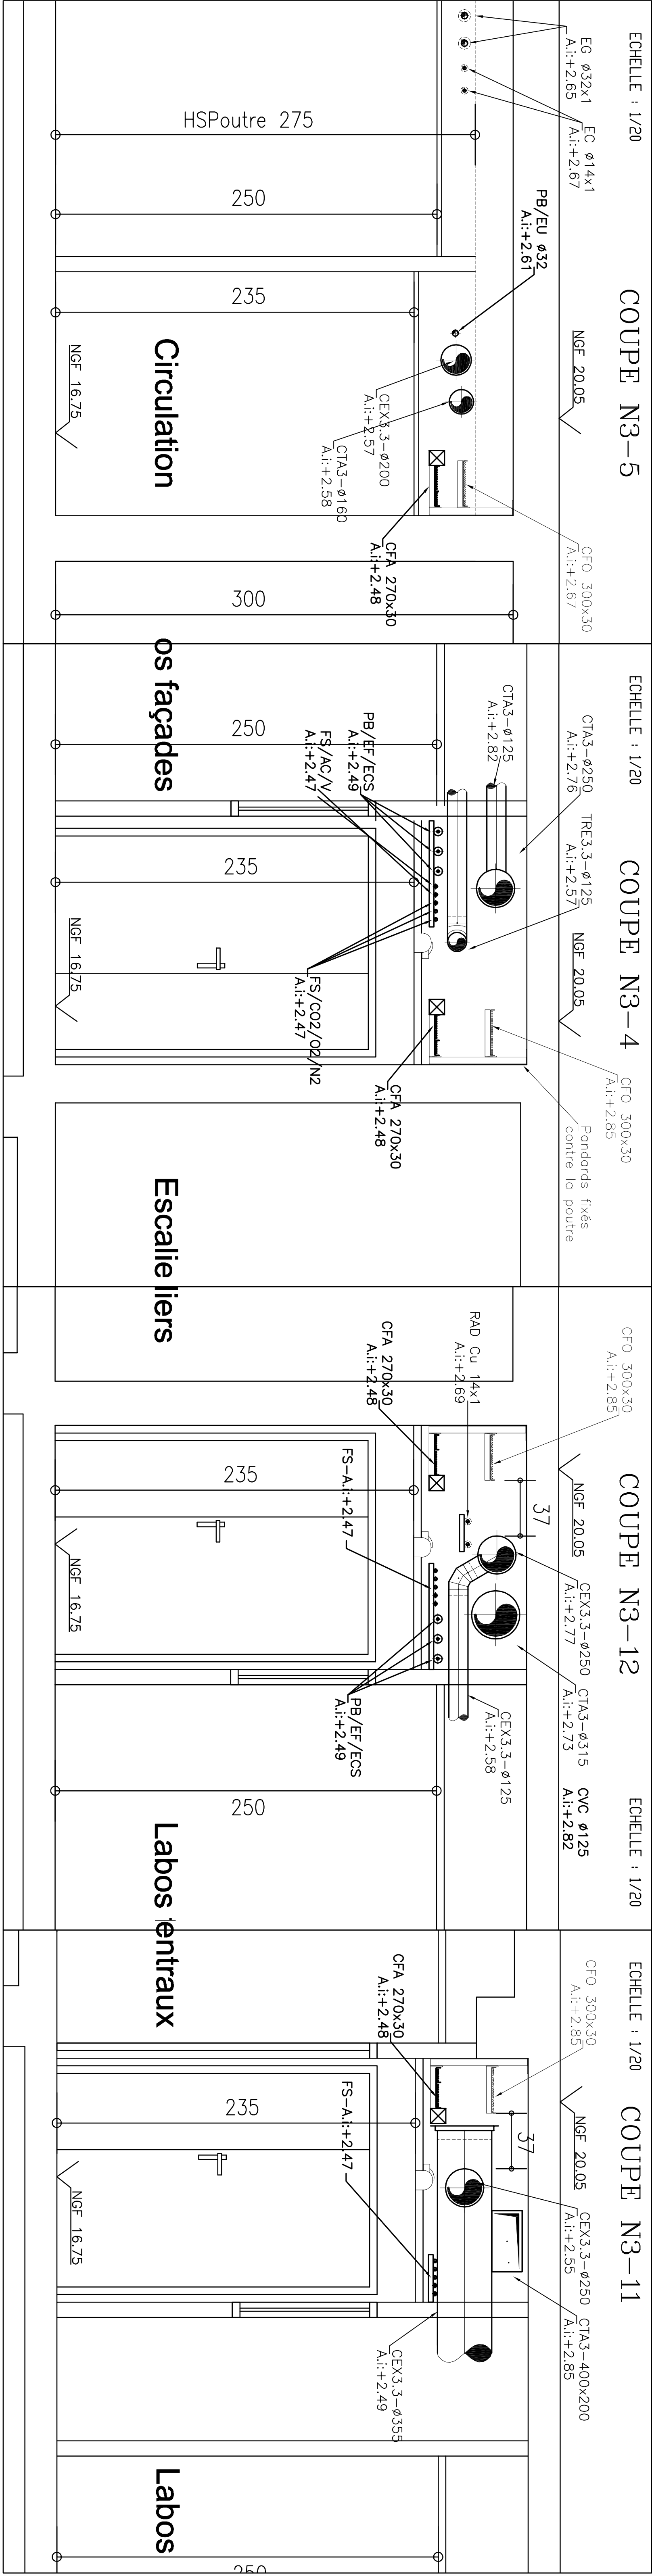 ECHELLE : 1/20
COUPE N3-5
EG ø32x1
A.i:+2.65
EC ø14x1
A.i:+2.67
PB/EU ø32
A.i:+2.61
NGF 20.05
HSPoutre 275
250
235
Circulation
NGF 16.75
CEX3.3-ø200
A.i:+2.57
CTA3-ø160
A.i:+2.58
CFA 270x30
A.i:+2.48
CFO 300x30
A.i:+2.67
300
ECHELLE : 1/20
COUPE N3-4
CTA3-ø250
A.i:+2.76
TRE3.3-ø125
A.i:+2.57
NGF 20.05
CTA3-ø125
A.i:+2.82
PB/EF/ECS
A.i:+2.49
FS/AC/V
A.i:+2.47
os façades
250
235
NGF 16.75
FS/CO2/O2/N2
A.i:+2.47
CFA 270x30
A.i:+2.48
CFO 300x30
A.i:+2.85
Pandards fixés
contre la poutre
Escalie liers
COUPE N3-12
ECHELLE : 1/20
CFO 300x30
A.i:+2.85
NGF 20.05
CEX3.3-ø250
A.i:+2.77
CTA3-ø315
A.i:+2.73
CVC ø125
A.i:+2.82
RAD Cu 14x1
A.i:+2.69
37
CFA 270x30
A.i:+2.48
FS-A.i:+2.47
235
NGF 16.75
PB/EF/ECS
A.i:+2.49
CEX3.3-ø125
A.i:+2.58
250
Labos entraux
ECHELLE : 1/20
COUPE N3-11
CFO 300x30
A.i:+2.85
NGF 20.05
CEX3.3-ø250
A.i:+2.55
CTA3-400x200
A.i:+2.85
37
CFA 270x30
A.i:+2.48
FS-A.i:+2.47
235
NGF 16.75
CEX3.3-ø355
A.i:+2.49
Labos
250